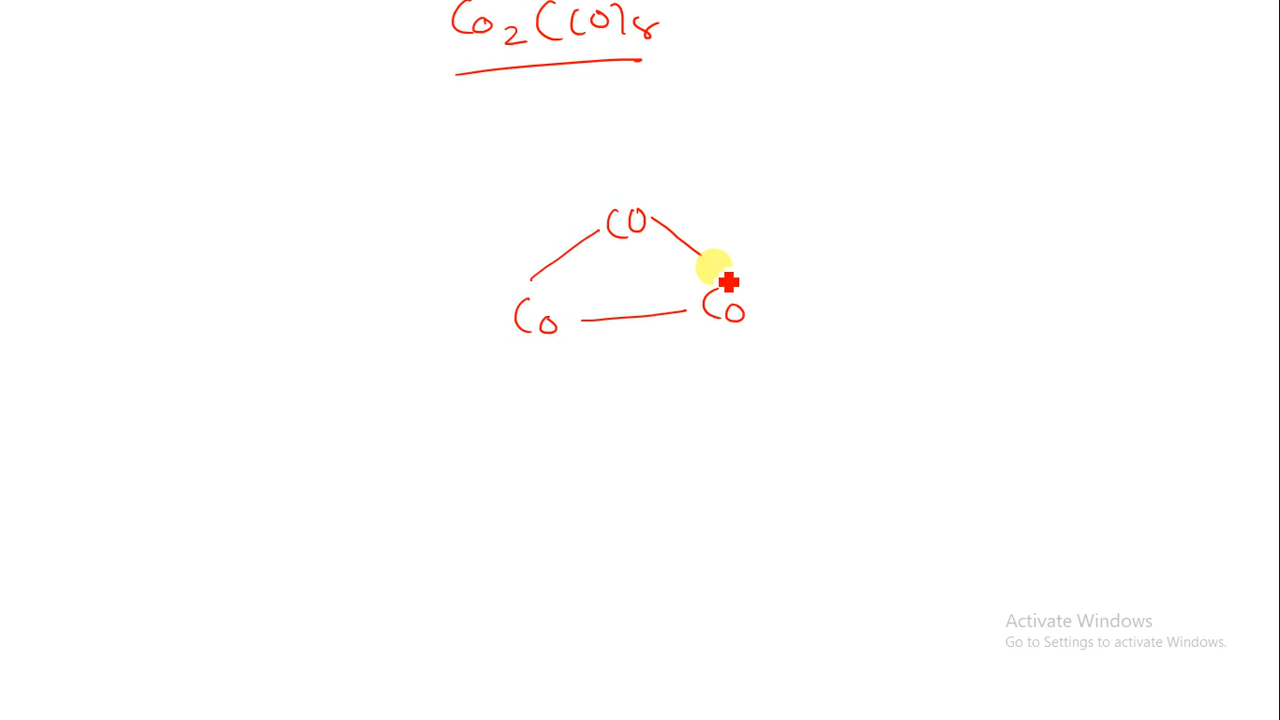 Co2(CO)8
CO
Co Co
Activate Windows
Go to Settings to activate Windows.